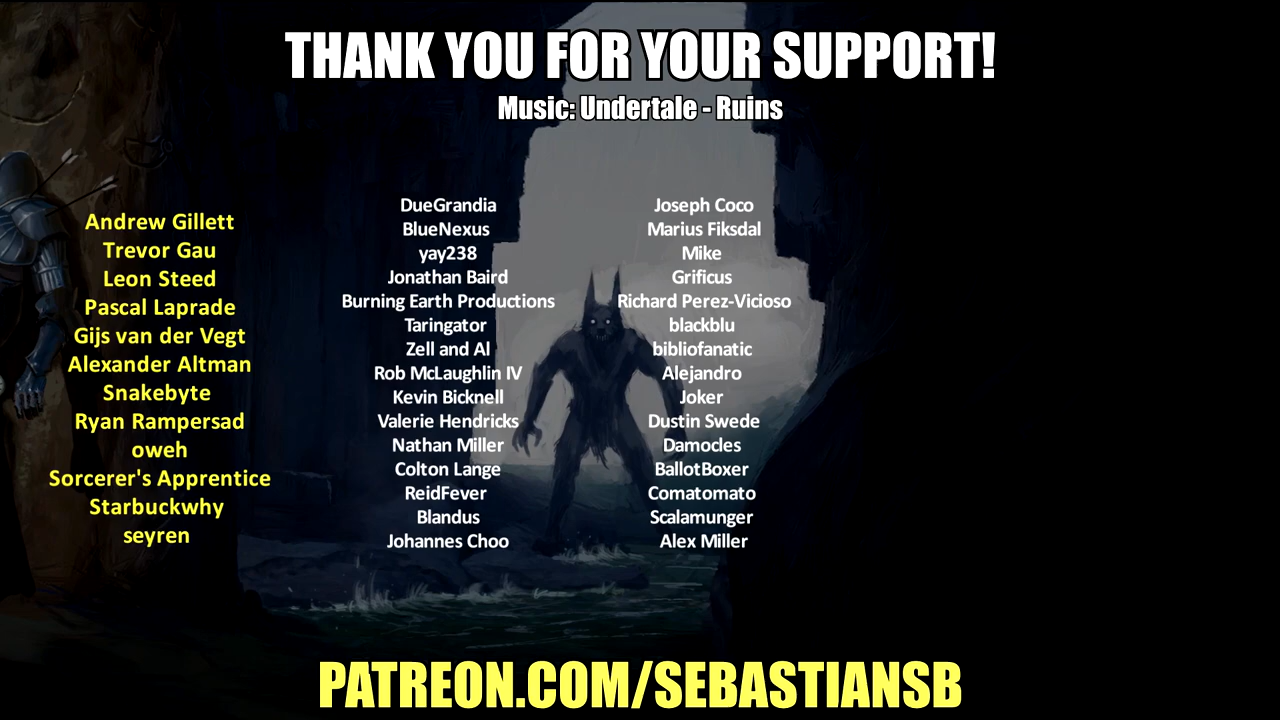 THANK YOU FOR YOUR SUPPORT!
Music: Undertale - Ruins
Andrew Gillett
Trevor Gau
Leon Steed
Pascal Laprade
Gijs van der Vegt
Alexander Altman
Snakebyte
Ryan Rampersad
oweh
Sorcerer's Apprentice
Starbuckwhy
seyren
DueGrandia
BlueNexus
yay238
Jonathan Baird
Burning Earth Productions
Taringator
Zell and Al
Rob McLaughlin IV
Kevin Bicknell
Valerie Hendricks
Nathan Miller
Colton Lange
ReidFever
Blandus
Johannes Choo
Joseph Coco
Marius Fiksdal
Mike
Grificus
Richard Perez-Vicioso
blackblu
bibliofanatic
Alejandro
Joker
Dustin Swede
Damocles
BallotBoxer
Comatomato
Scalamunger
Alex Miller
PATREON.COM/SEBASTIANSB